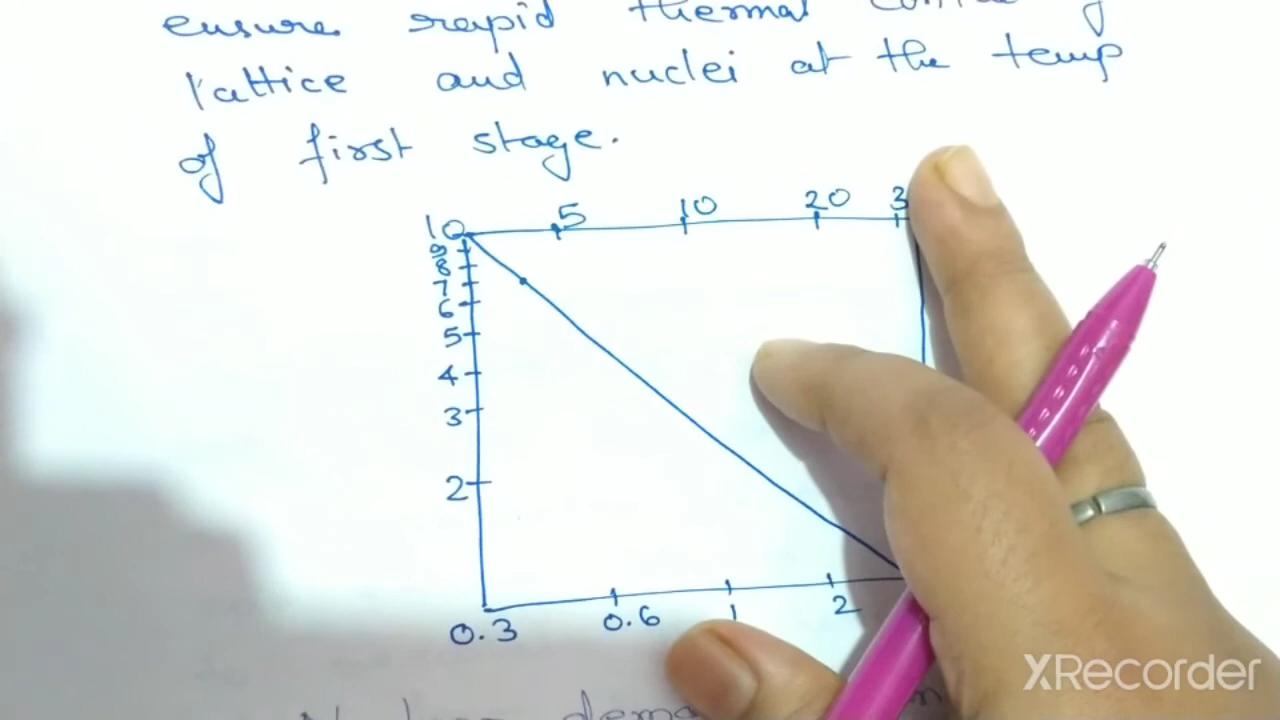 ensure rapid thermal
lattice and nuclei at the temp
of first stage.
5 10 20 3
10
9
8
7
6
5
4
3
2
0.3 0.6 1 2
XRecorder